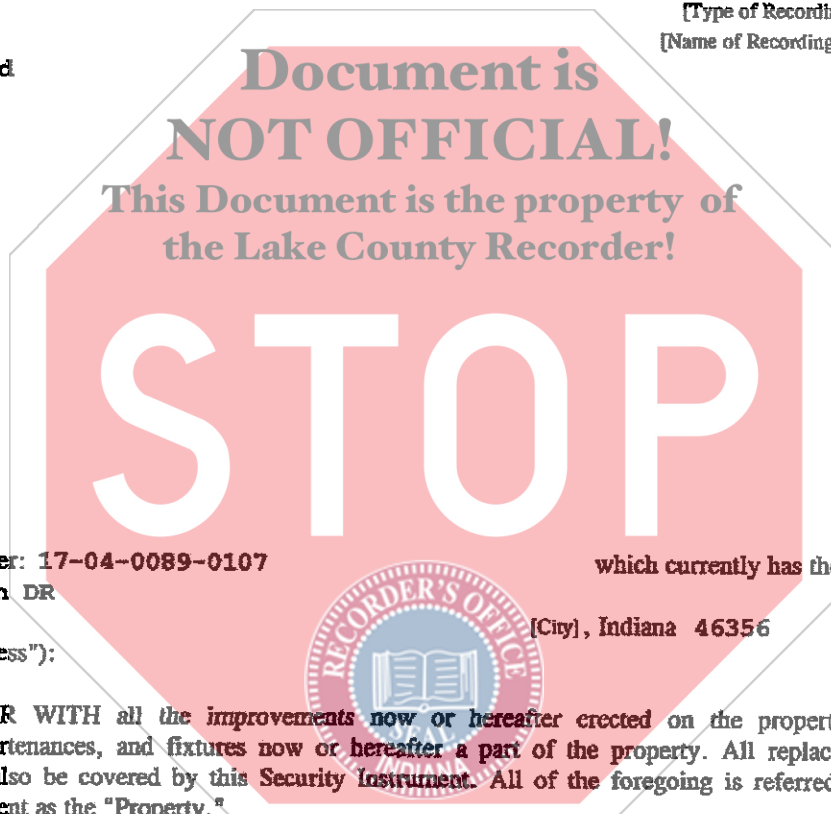 [Type of Recordi
[Name of Recording
d
Document is
NOT OFFICIAL!
This Document is the property of
the Lake County Recorder!
STOP
er: 17-04-0089-0107 which currently has the
n DR
[City], Indiana 46356
ess"):
RECORDER'S OFFICE
SEAL
INDIANA
R WITH all the improvements now or hereafter erected on the propert
rtenances, and fixtures now or hereafter a part of the property. All replac
lso be covered by this Security Instrument. All of the foregoing is referred
ent as the "Property."